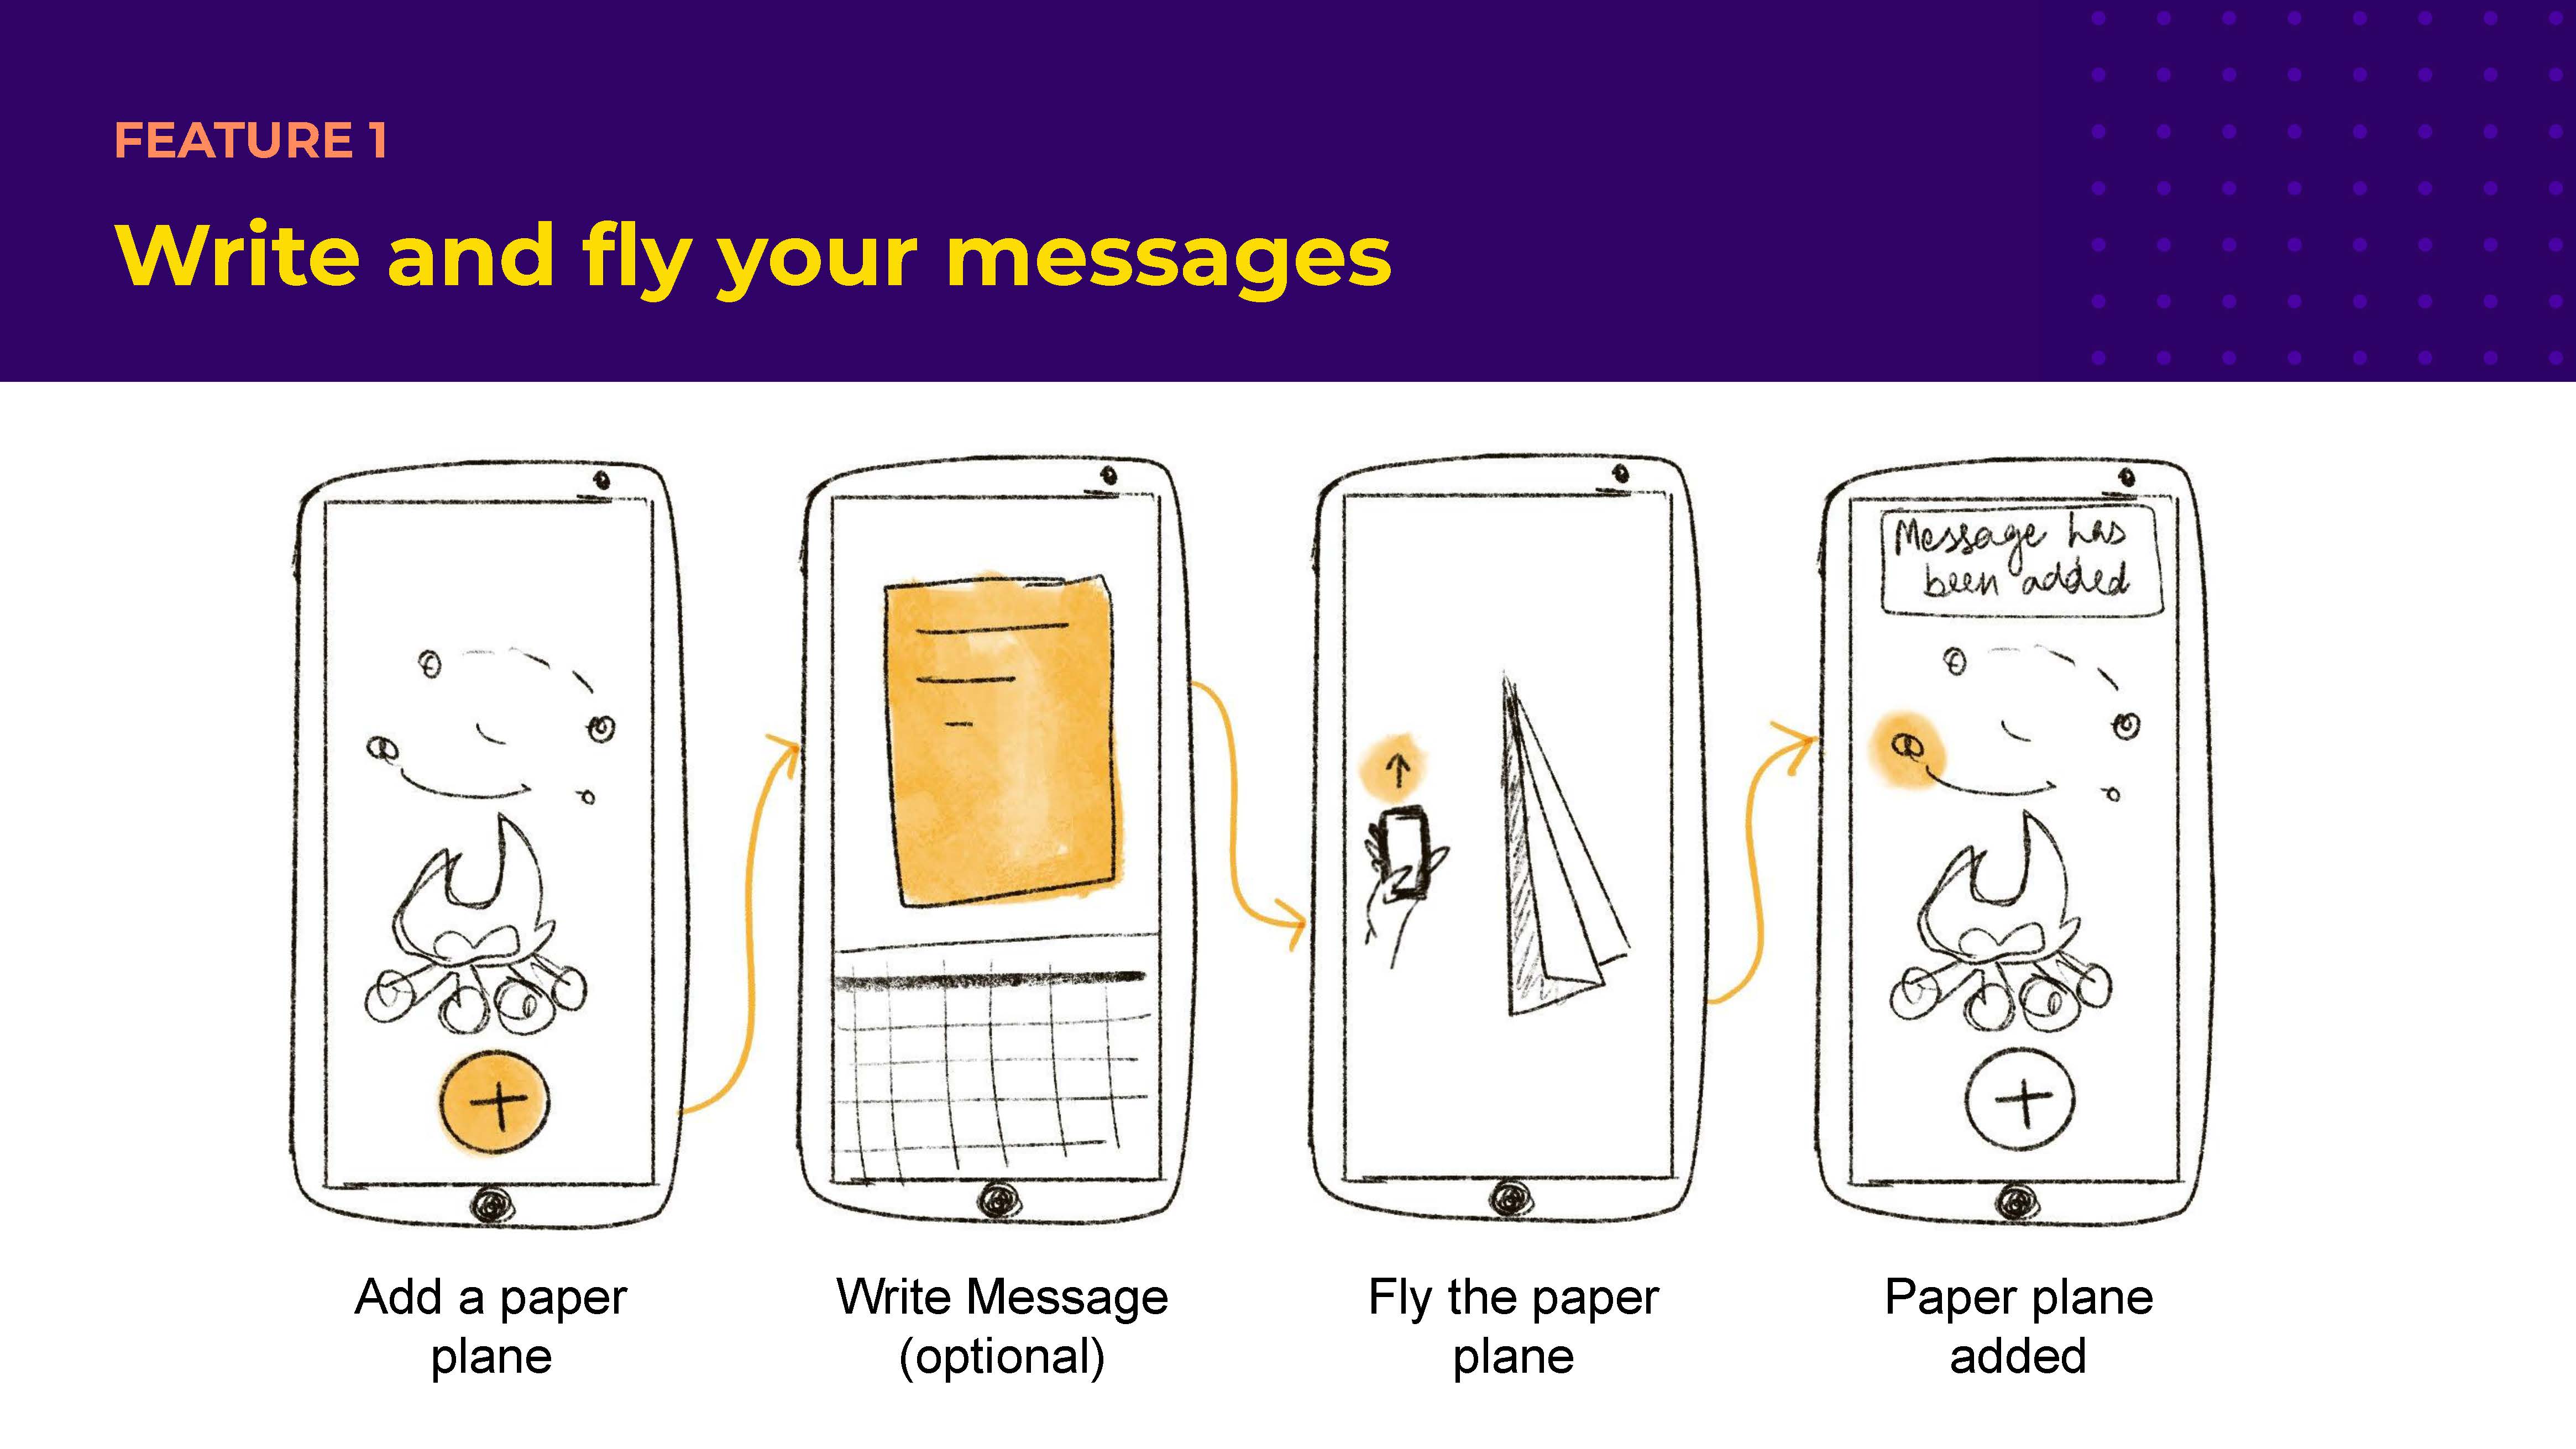 FEATURE 1
Write and fly your messages
Message has
been added
Add a paper
plane
Write Message
(optional)
Fly the paper
plane
Paper plane
added